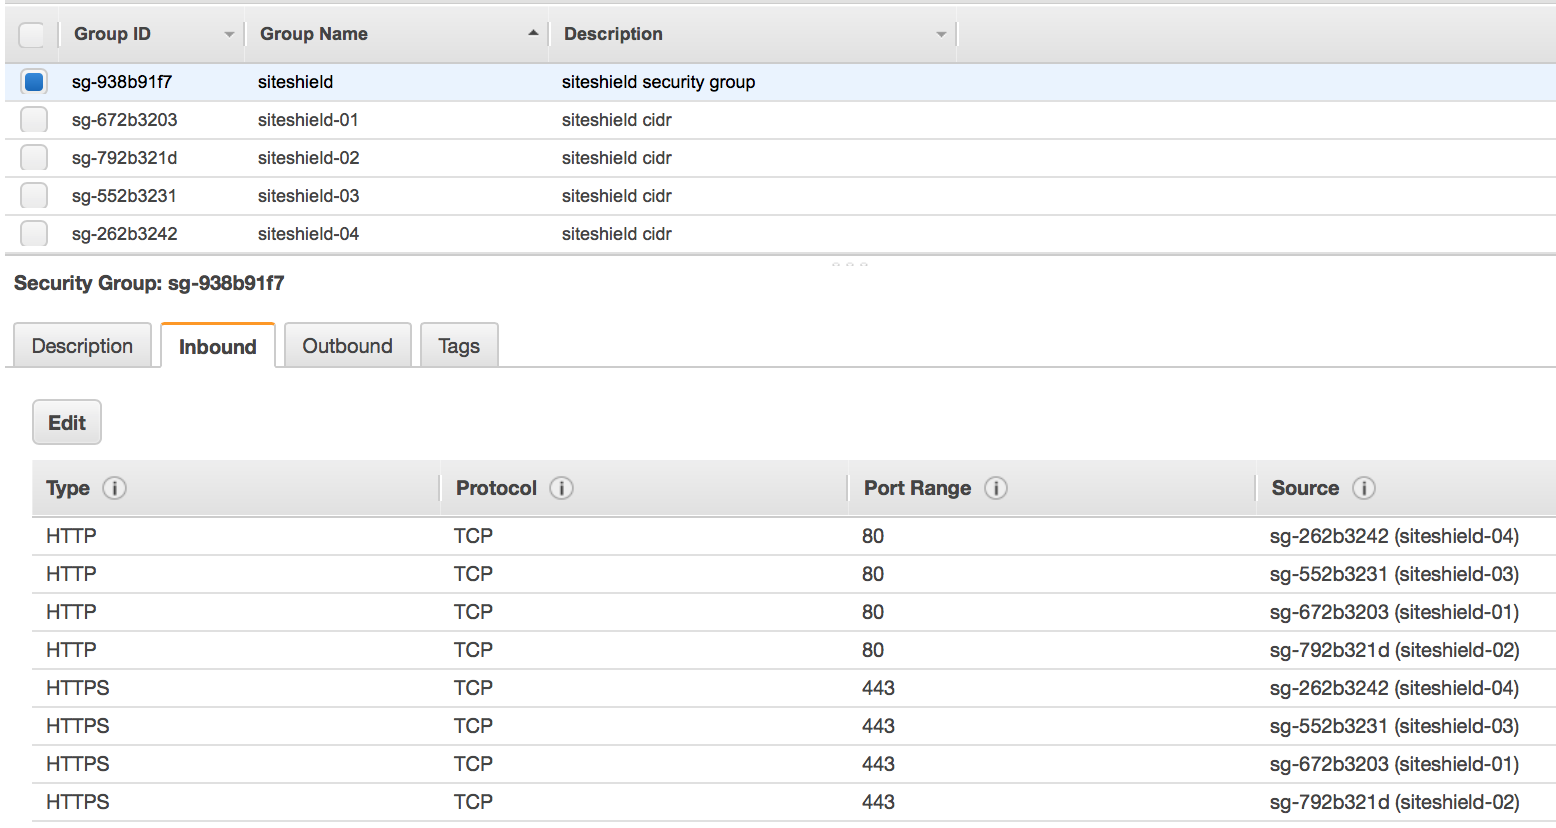 Group ID Group Name Description
sg-938b91f7 siteshield siteshield security group
sg-672b3203 siteshield-01 siteshield cidr
sg-792b321d siteshield-02 siteshield cidr
sg-552b3231 siteshield-03 siteshield cidr
sg-262b3242 siteshield-04 siteshield cidr
Security Group: sg-938b91f7
Description Inbound Outbound Tags
Edit
Type Protocol Port Range Source
HTTP TCP 80 sg-262b3242 (siteshield-04)
HTTP TCP 80 sg-552b3231 (siteshield-03)
HTTP TCP 80 sg-672b3203 (siteshield-01)
HTTP TCP 80 sg-792b321d (siteshield-02)
HTTPS TCP 443 sg-262b3242 (siteshield-04)
HTTPS TCP 443 sg-552b3231 (siteshield-03)
HTTPS TCP 443 sg-672b3203 (siteshield-01)
HTTPS TCP 443 sg-792b321d (siteshield-02)